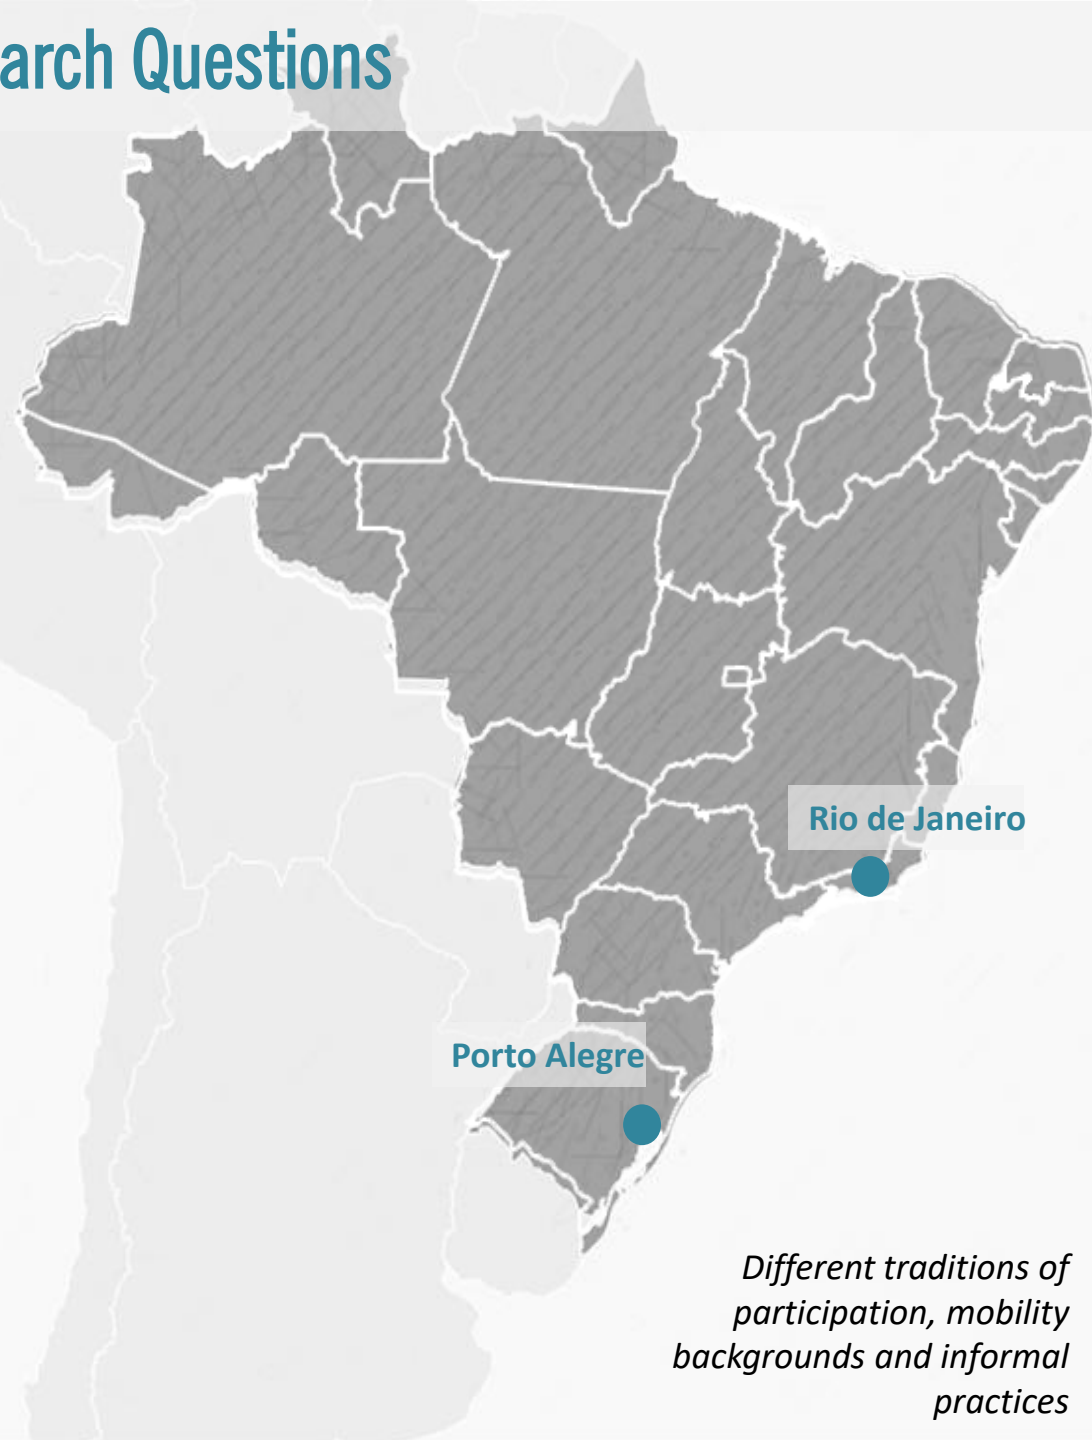 arch Questions
Rio de Janeiro
Porto Alegre
Different traditions of
participation, mobility
backgrounds and informal
practices